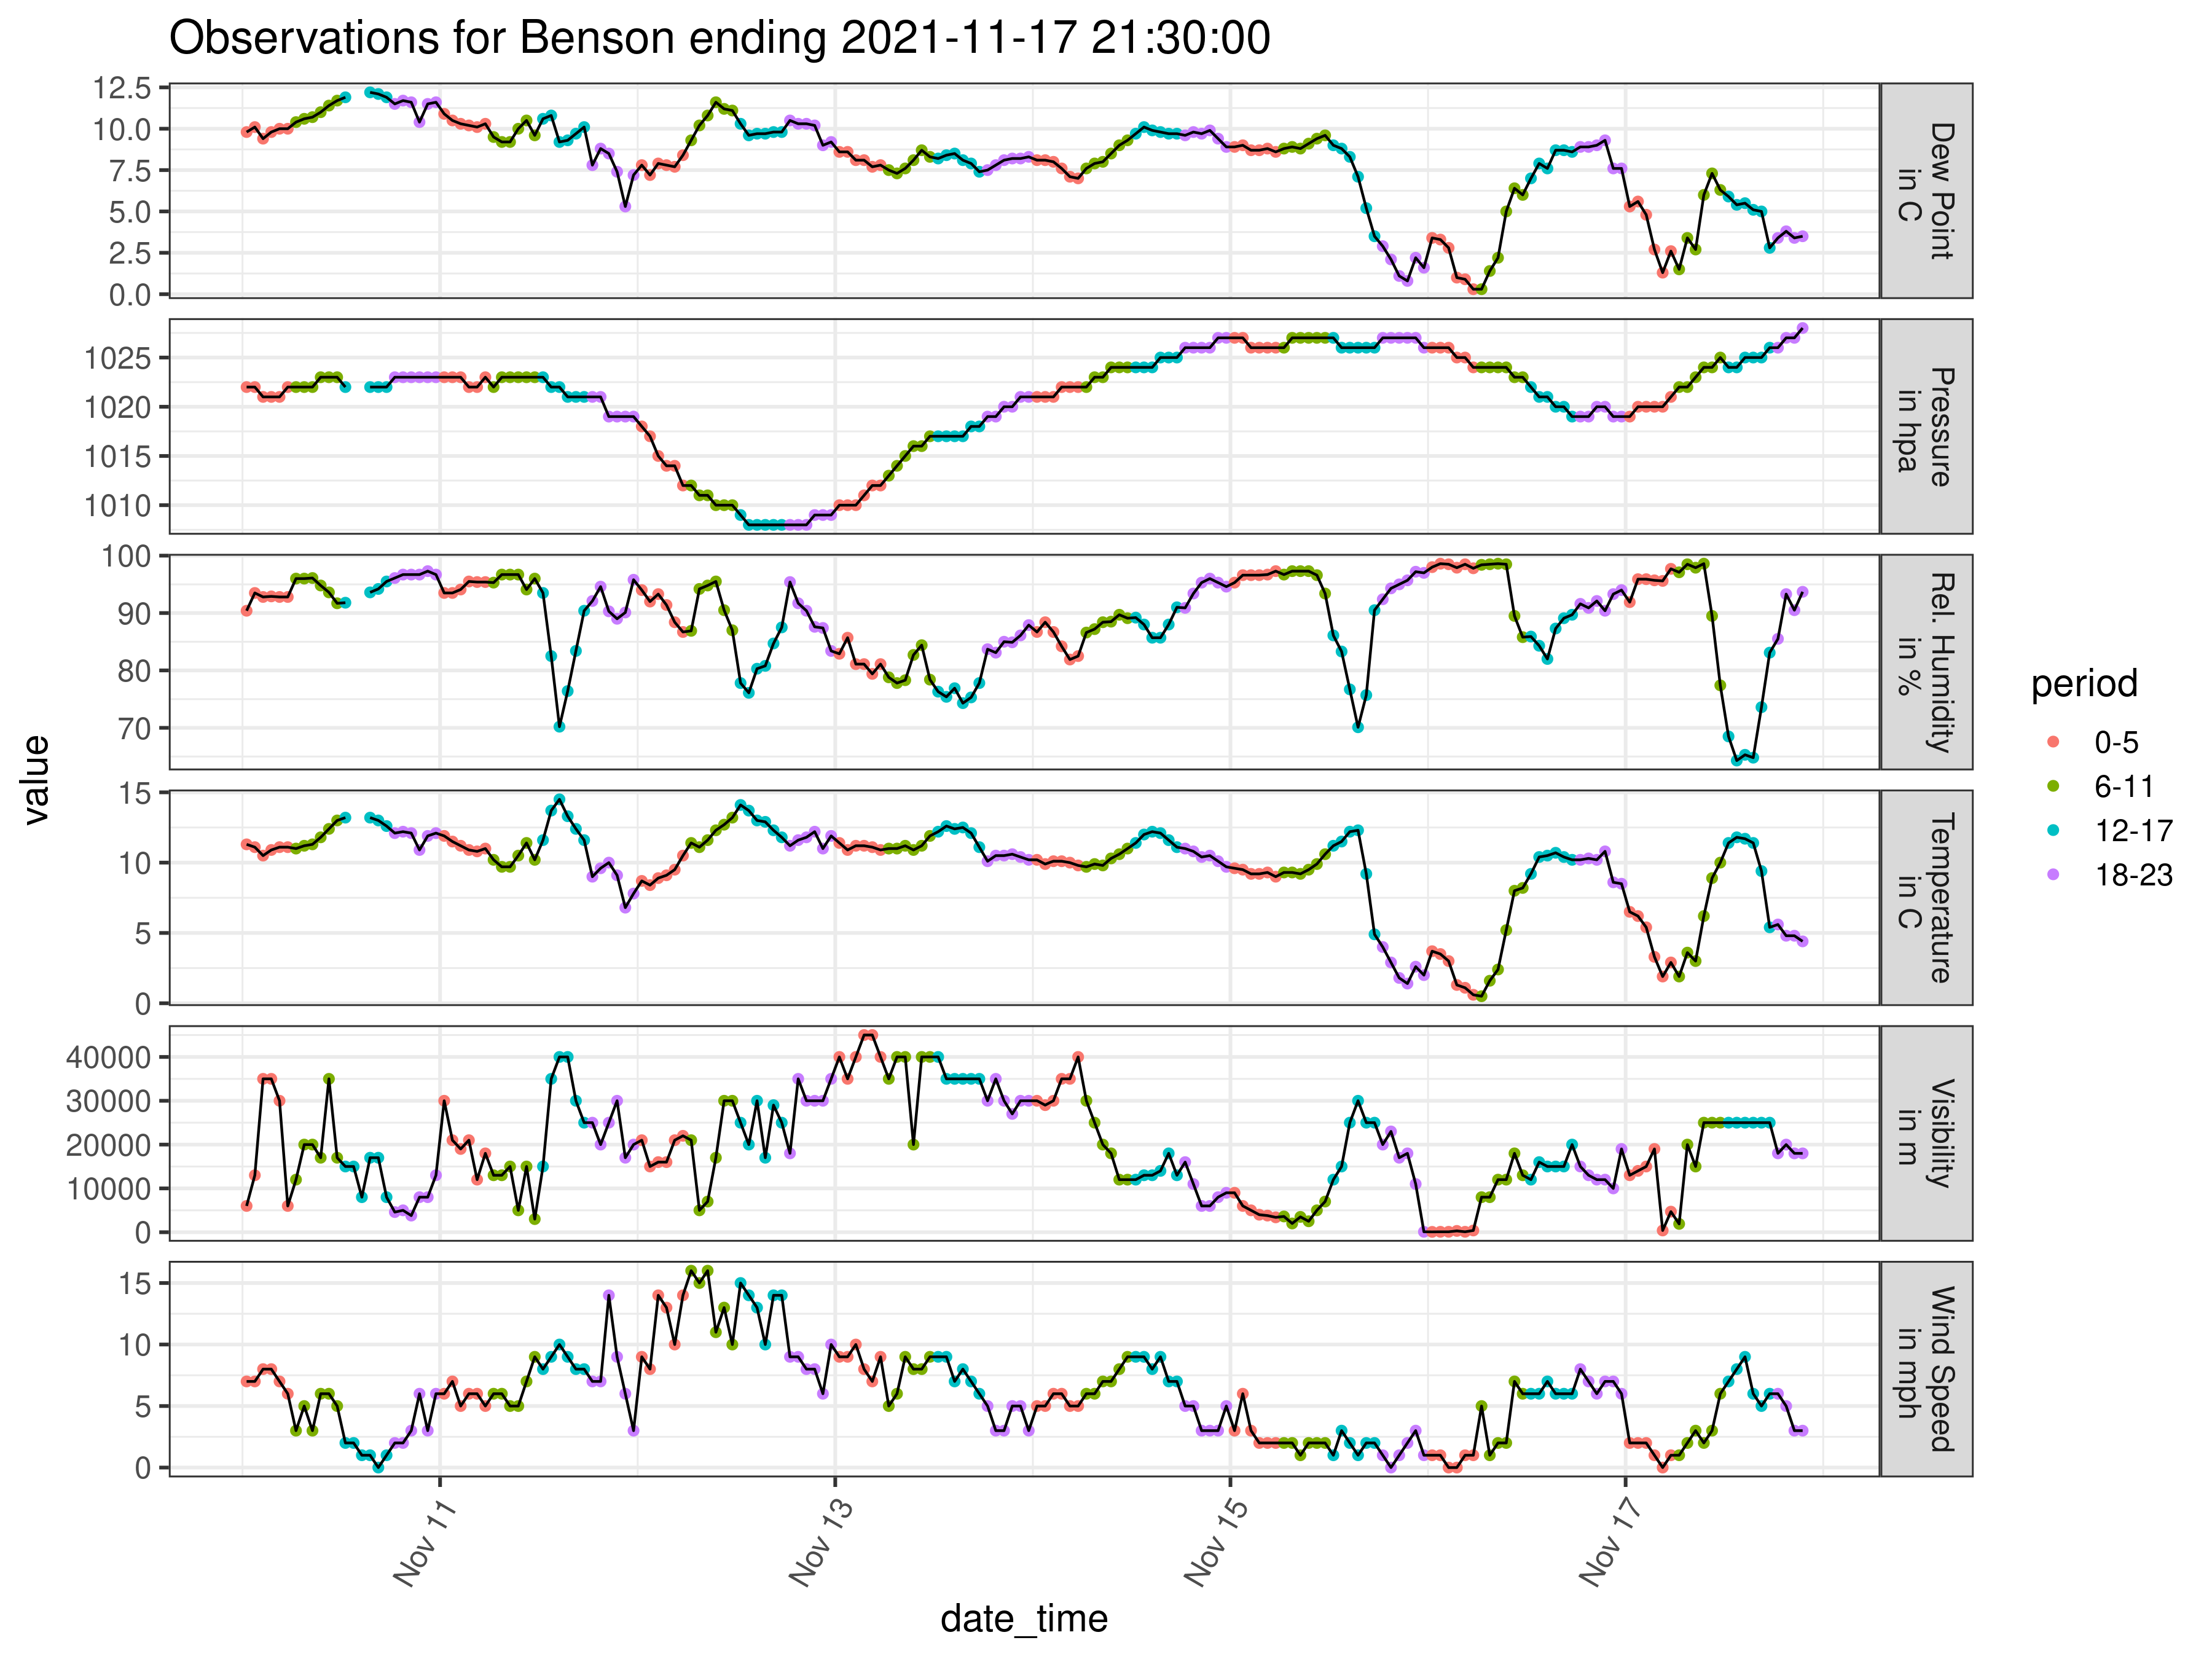 Observations for Benson ending 2021-11-17 21:30:00
12.5
10.0
7.5
5.0
2.5
0.0
Dew Point
in C
1025
1020
1015
1010
Pressure
in hpa
100
90
80
70
Rel. Humidity
in %
15
10
5
0
Temperature
in C
40000
30000
20000
10000
0
Visibility
in m
15
10
5
0
Wind Speed
in mph
value
Nov 11
Nov 13
Nov 15
Nov 17
date_time
period
0-5
6-11
12-17
18-23